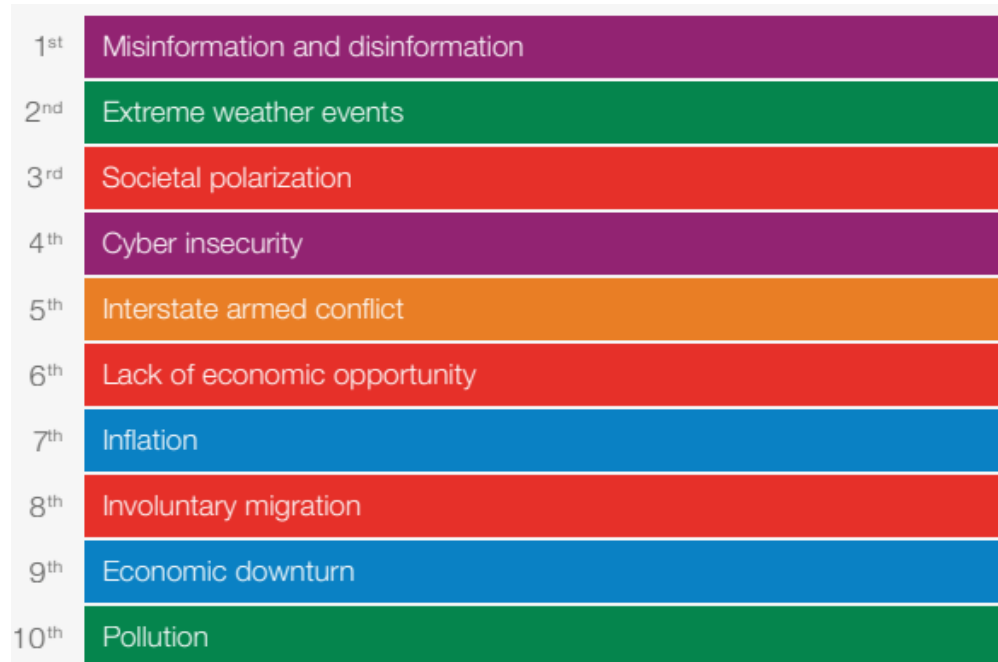 1st Misinformation and disinformation
2nd Extreme weather events
3rd Societal polarization
4th Cyber insecurity
5th Interstate armed conflict
6th Lack of economic opportunity
7th Inflation
8th Involuntary migration
9th Economic downturn
10th Pollution